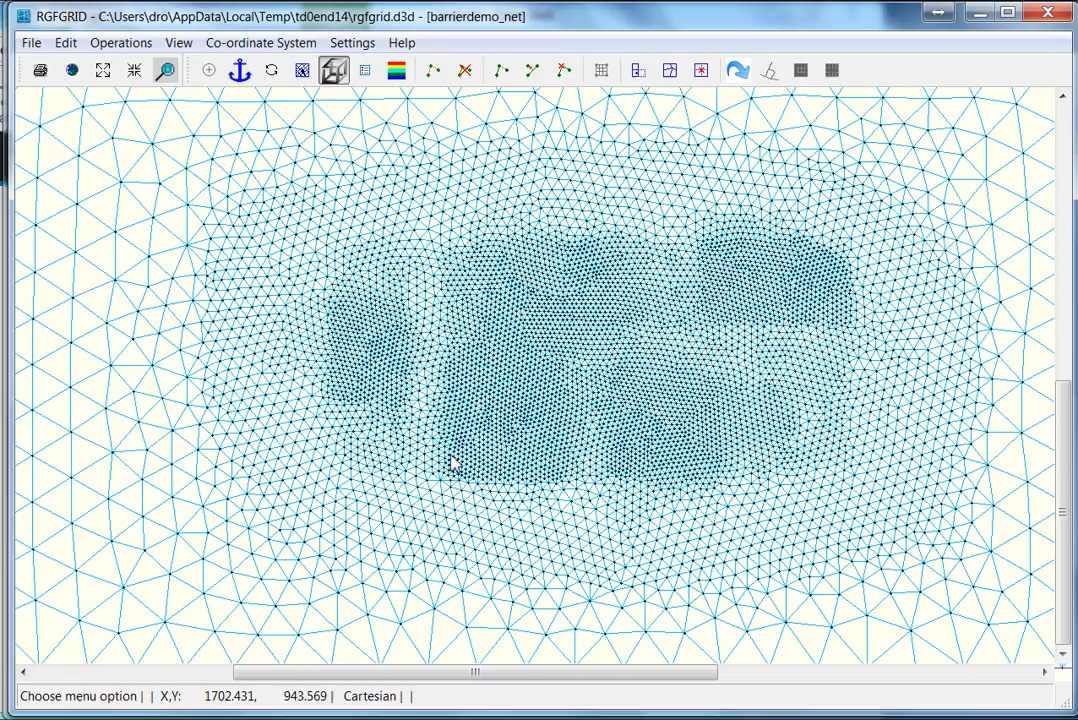 RGFGRID - C:\Users\dro\AppData\Local\Temp\td0end14\rgfgrid.d3d - [barrierdemo_net]
File Edit Operations View Co-ordinate System Settings Help
Choose menu option | | X,Y: 1702.431, 943.569 | Cartesian | |